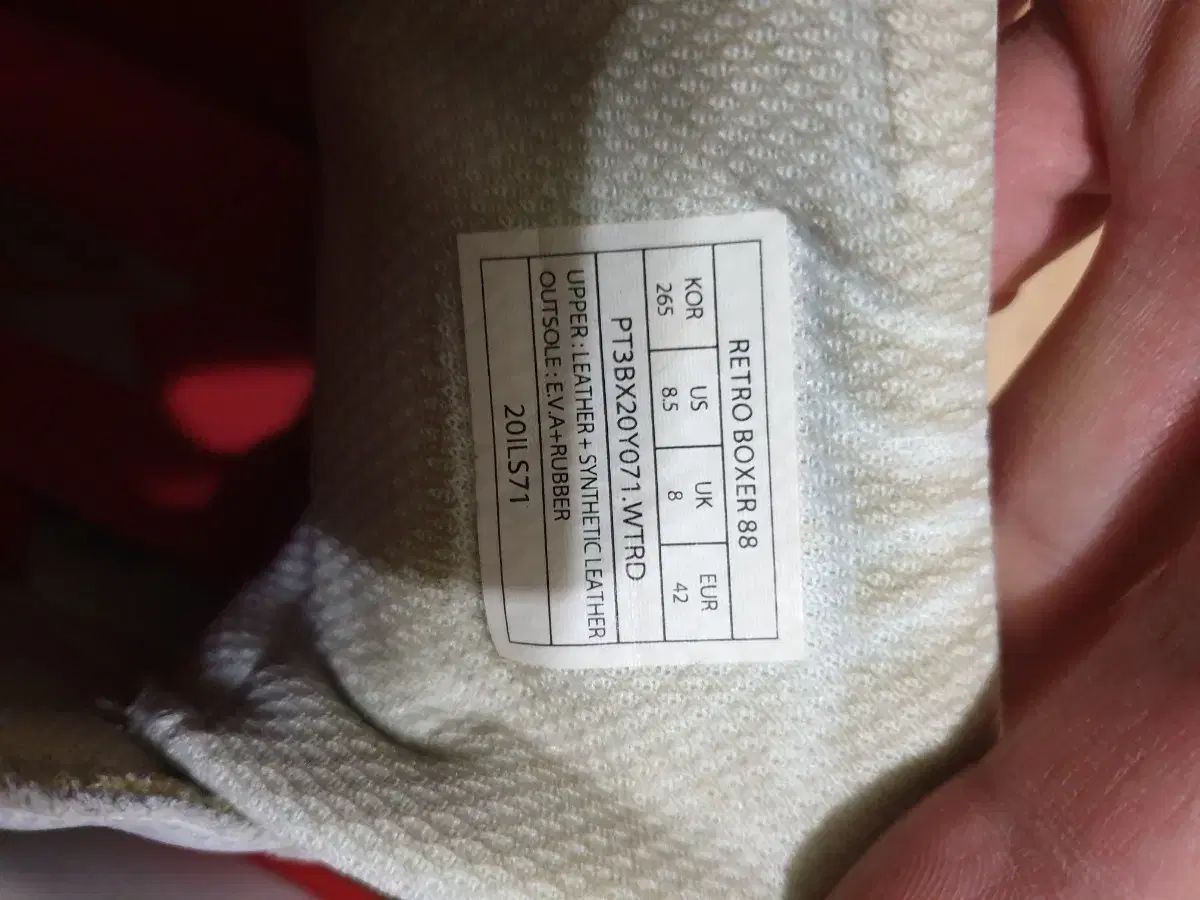 RETRO BOXER 88
KOR US UK EUR
265 8.5 8 42
PT3BX20Y071.WTRD
UPPER : LEATHER + SYNTHETIC LEATHER
OUTSOLE : E.V.A+RUBBER
20ILS71